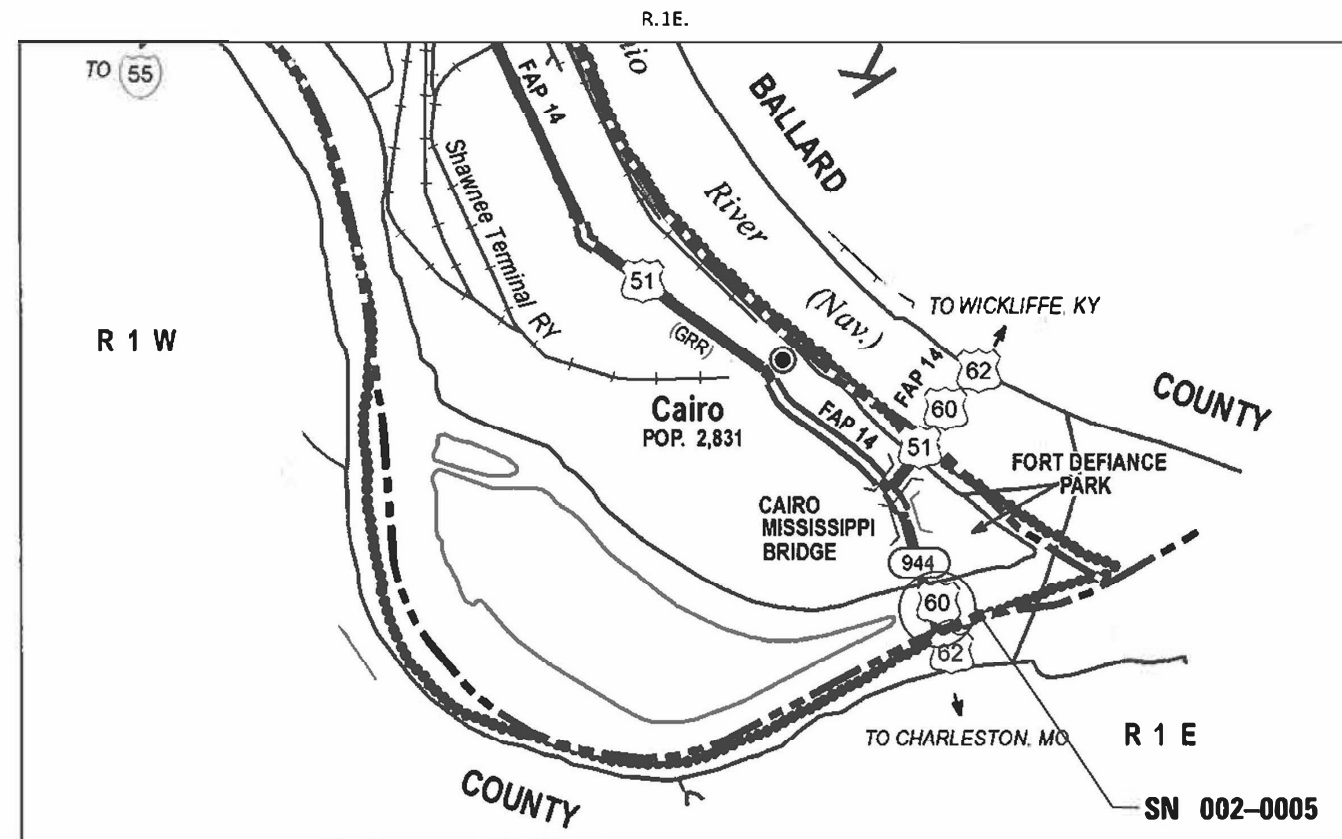 R.1E.
TO 55
FAP 14
hio
K
BALLARD
Shawnee Terminal RY
River
51
(Nav.)
TO WICKLIFFE, KY
R 1 W
(GRR)
FAP 14
62
60
COUNTY
Cairo
POP. 2,831
FAP 14
51
FORT DEFIANCE
PARK
CAIRO
MISSISSIPPI
BRIDGE
944
60
62
TO CHARLESTON, MO
R 1 E
COUNTY
SN 002-0005